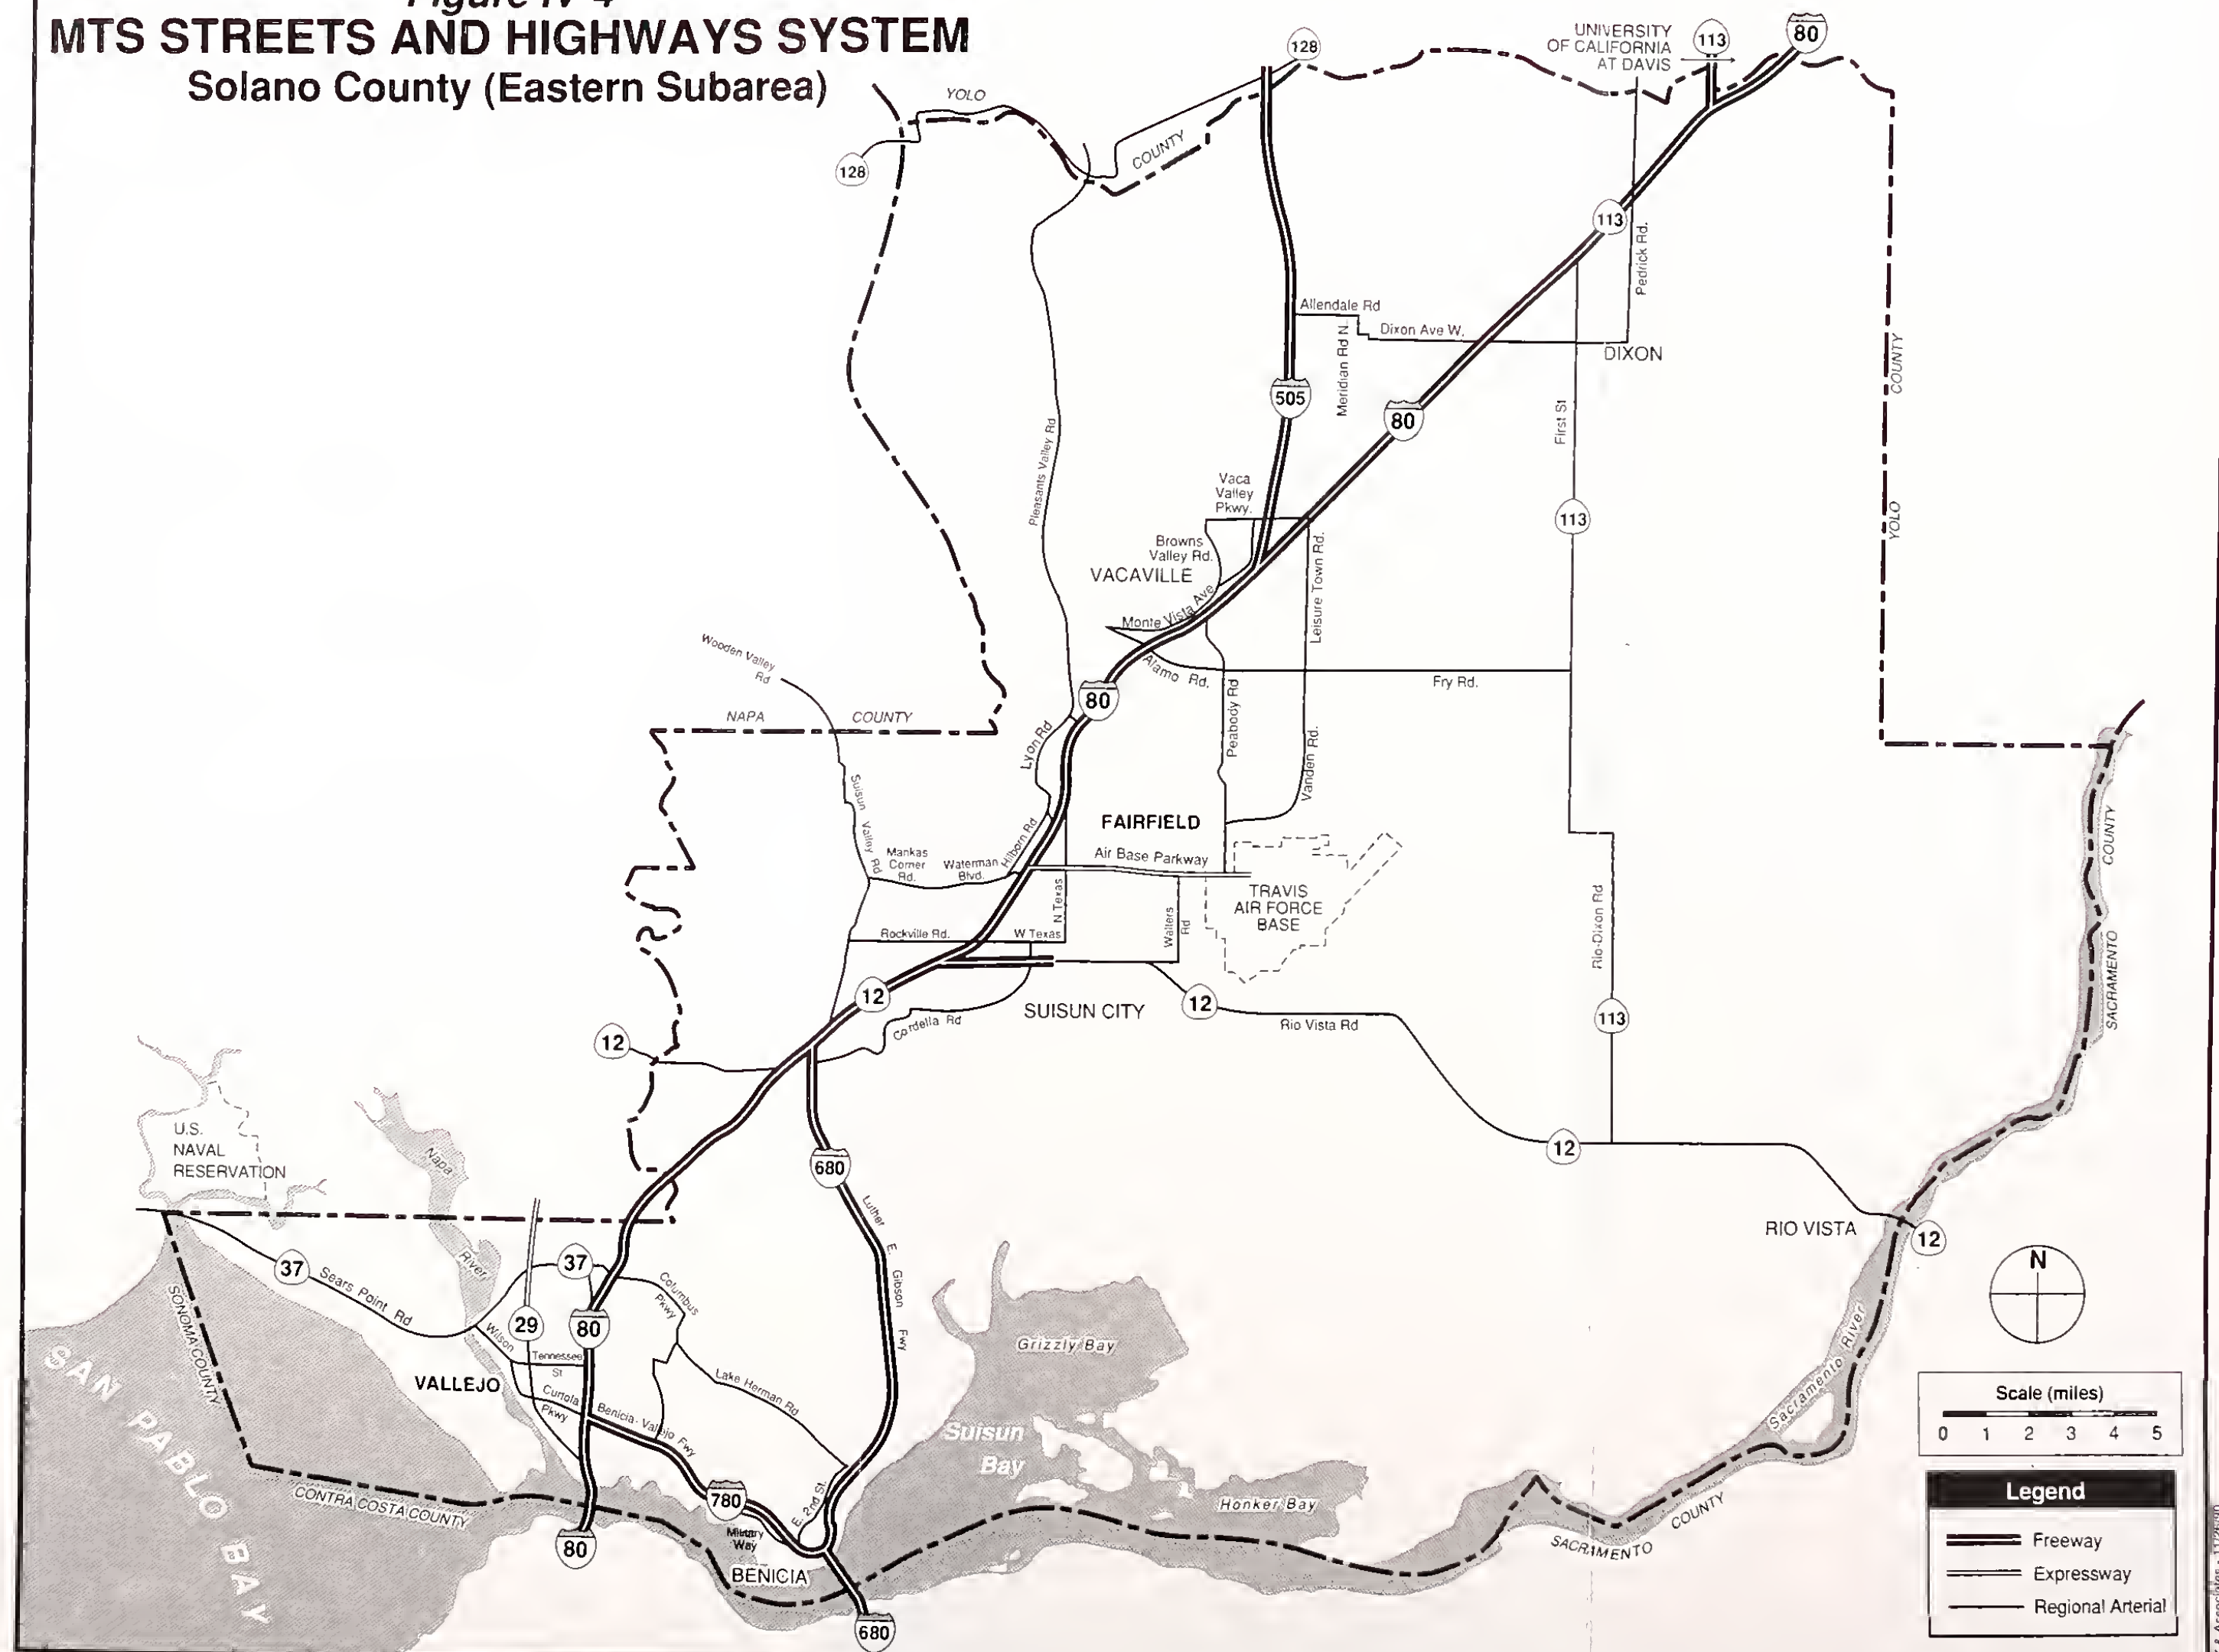 Figure IV-4
MTS STREETS AND HIGHWAYS SYSTEM
Solano County (Eastern Subarea)
UNIVERSITY
OF CALIFORNIA
AT DAVIS
113
80
128
YOLO
COUNTY
128
113
Pedrick Rd.
Allendale Rd
Dixon Ave W.
Meridian Rd N.
DIXON
COUNTY
YOLO
505
80
First St
113
Pleasants Valley Rd
Vaca
Valley
Pkwy.
Browns
Valley Rd.
VACAVILLE
Leisure Town Rd.
Monte Vista Ave
Alamo Rd.
Fry Rd.
Peabody Rd
Vanden Rd.
Wooden Valley
Rd
NAPA
COUNTY
80
Lyon Rd
Suisun Valley Rd
Hilborn Rd
FAIRFIELD
Mankas
Corner
Rd.
Waterman
Blvd.
Air Base Parkway
TRAVIS
AIR FORCE
BASE
N Texas
Walters
Rd
Rockville Rd.
W Texas
Rio-Dixon Rd
COUNTY
SACRAMENTO
12
Cordella Rd
SUISUN CITY
12
Rio Vista Rd
113
12
12
RIO VISTA
12
680
Luther E. Gibson Fwy
U.S.
NAVAL
RESERVATION
Napa
River
37
Sears Point Rd
37
29
80
Columbus
Pkwy
Wilson
Tennessee
St
VALLEJO
Curtola
Pkwy
Benicia-Vallejo Fwy
Lake Herman Rd
SONOMA COUNTY
SAN PABLO BAY
CONTRA COSTA COUNTY
Grizzly Bay
Suisun
Bay
Honker Bay
Sacramento River
780
E. 2nd St.
Military
Way
BENICIA
80
680
SACRAMENTO
COUNTY
N
Scale (miles)
0 1 2 3 4 5
Legend
Freeway
Expressway
Regional Arterial